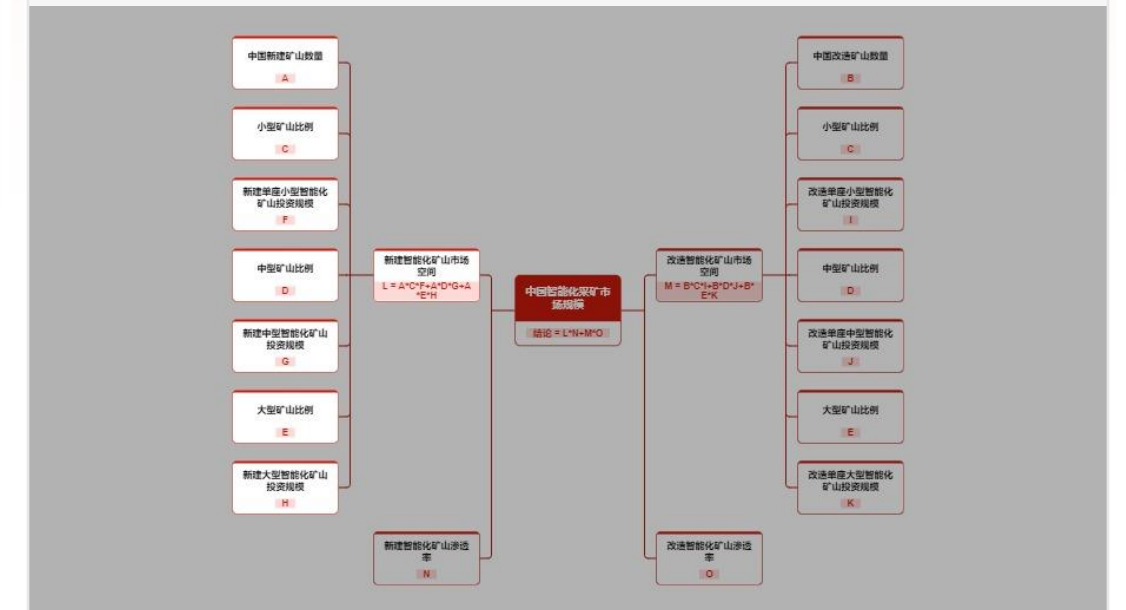 中国新建矿山数量
A
小型矿山比例
C
新建单座小型智能化
矿山投资规模
F
中型矿山比例
D
新建中型智能化矿山
投资规模
G
大型矿山比例
E
新建大型智能化矿山
投资规模
H
新建智能化矿山市场
空间
L = A*C*F+A*D*G+A
*E*H
新建智能化矿山渗透
率
N
中国智能化采矿市
场规模
结论 = L*N+M*O
改造智能化矿山市场
空间
M = B*C*I+B*D*J+B*
E*K
改造智能化矿山渗透
率
O
中国改造矿山数量
B
小型矿山比例
C
改造单座小型智能化
矿山投资规模
I
中型矿山比例
D
改造单座中型智能化
矿山投资规模
J
大型矿山比例
E
改造单座大型智能化
矿山投资规模
K